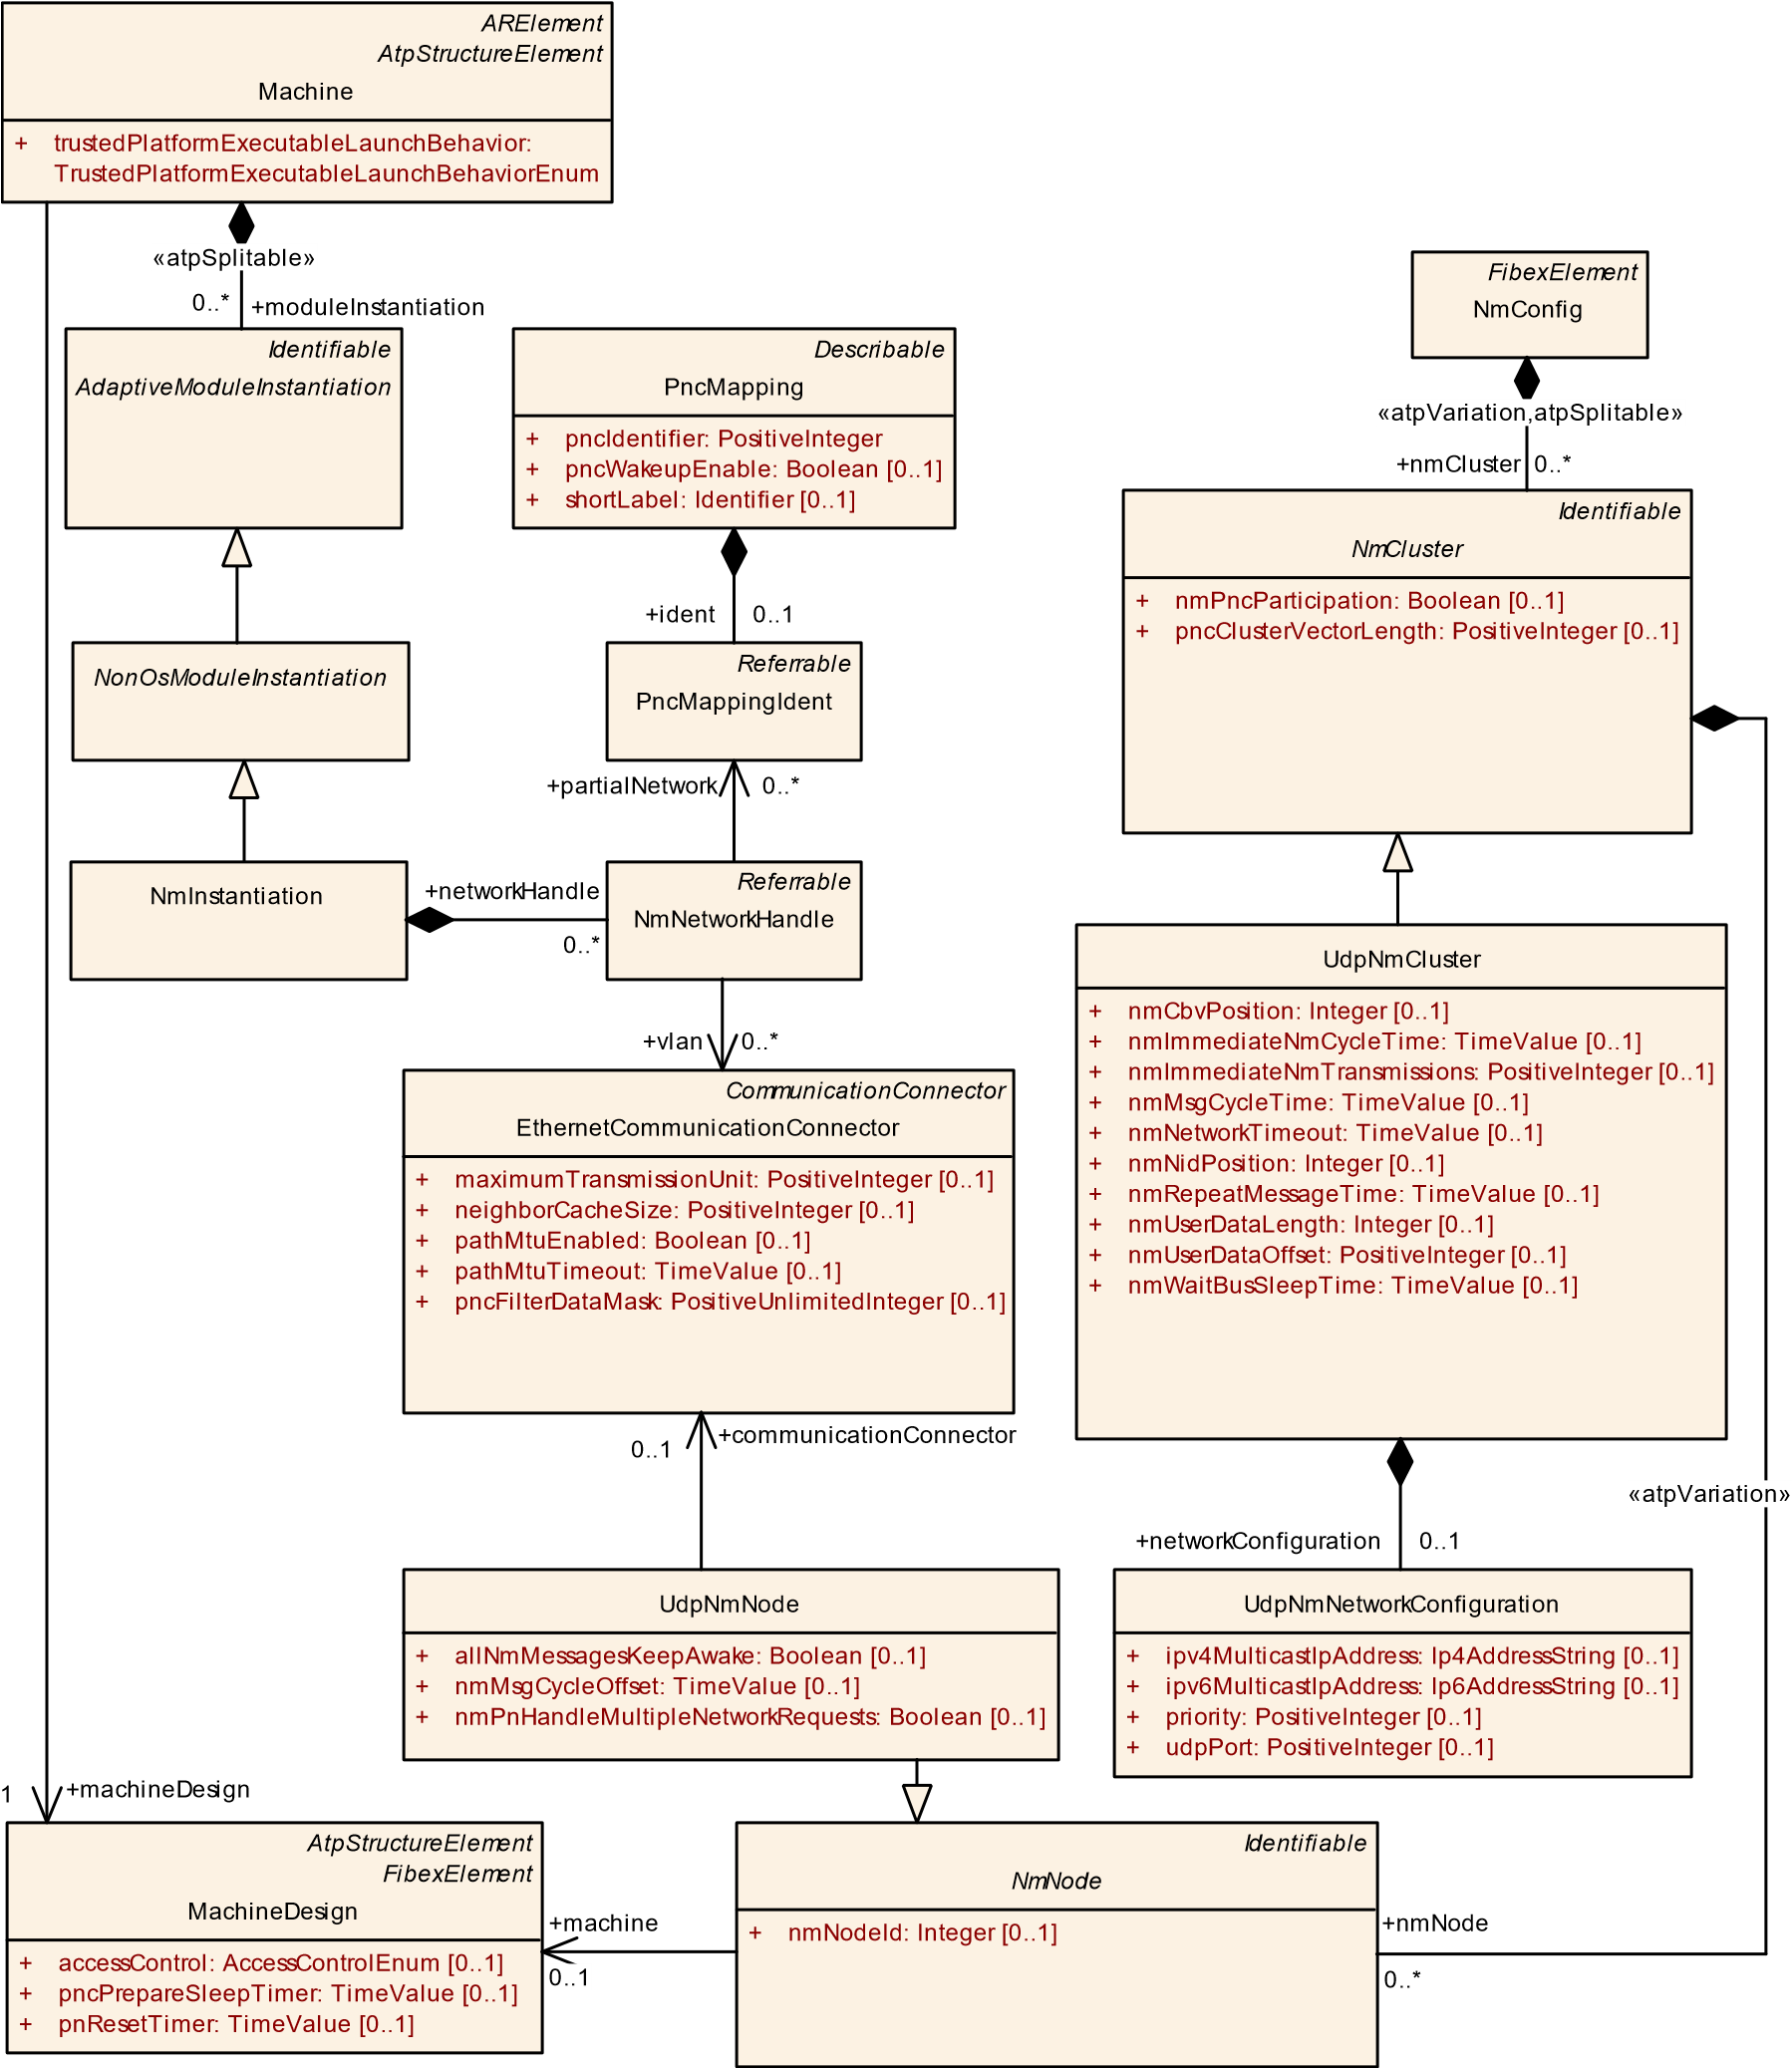 ARElement
AtpStructureElement
Machine
+ trustedPlatformExecutableLaunchBehavior:
TrustedPlatformExecutableLaunchBehaviorEnum
«atpSplitable»
0..* +moduleInstantiation
Identifiable
AdaptiveModuleInstantiation
NonOsModuleInstantiation
NmInstantiation
+networkHandle
0..*
Describable
PncMapping
+ pncIdentifier: PositiveInteger
+ pncWakeupEnable: Boolean [0..1]
+ shortLabel: Identifier [0..1]
+ident 0..1
Referrable
PncMappingIdent
+partialNetwork 0..*
Referrable
NmNetworkHandle
+vlan 0..*
CommunicationConnector
EthernetCommunicationConnector
+ maximumTransmissionUnit: PositiveInteger [0..1]
+ neighborCacheSize: PositiveInteger [0..1]
+ pathMtuEnabled: Boolean [0..1]
+ pathMtuTimeout: TimeValue [0..1]
+ pncFilterDataMask: PositiveUnlimitedInteger [0..1]
+communicationConnector
0..1
UdpNmNode
+ allNmMessagesKeepAwake: Boolean [0..1]
+ nmMsgCycleOffset: TimeValue [0..1]
+ nmPnHandleMultipleNetworkRequests: Boolean [0..1]
FibexElement
NmConfig
«atpVariation,atpSplitable»
+nmCluster 0..*
Identifiable
NmCluster
+ nmPncParticipation: Boolean [0..1]
+ pncClusterVectorLength: PositiveInteger [0..1]
UdpNmCluster
+ nmCbvPosition: Integer [0..1]
+ nmImmediateNmCycleTime: TimeValue [0..1]
+ nmImmediateNmTransmissions: PositiveInteger [0..1]
+ nmMsgCycleTime: TimeValue [0..1]
+ nmNetworkTimeout: TimeValue [0..1]
+ nmNidPosition: Integer [0..1]
+ nmRepeatMessageTime: TimeValue [0..1]
+ nmUserDataLength: Integer [0..1]
+ nmUserDataOffset: PositiveInteger [0..1]
+ nmWaitBusSleepTime: TimeValue [0..1]
«atpVariation»
+networkConfiguration 0..1
UdpNmNetworkConfiguration
+ ipv4MulticastIpAddress: Ip4AddressString [0..1]
+ ipv6MulticastIpAddress: Ip6AddressString [0..1]
+ priority: PositiveInteger [0..1]
+ udpPort: PositiveInteger [0..1]
1 +machineDesign
AtpStructureElement
FibexElement
MachineDesign
+ accessControl: AccessControlEnum [0..1]
+ pncPrepareSleepTimer: TimeValue [0..1]
+ pnResetTimer: TimeValue [0..1]
+machine
0..1
Identifiable
NmNode
+ nmNodeId: Integer [0..1]
+nmNode
0..*